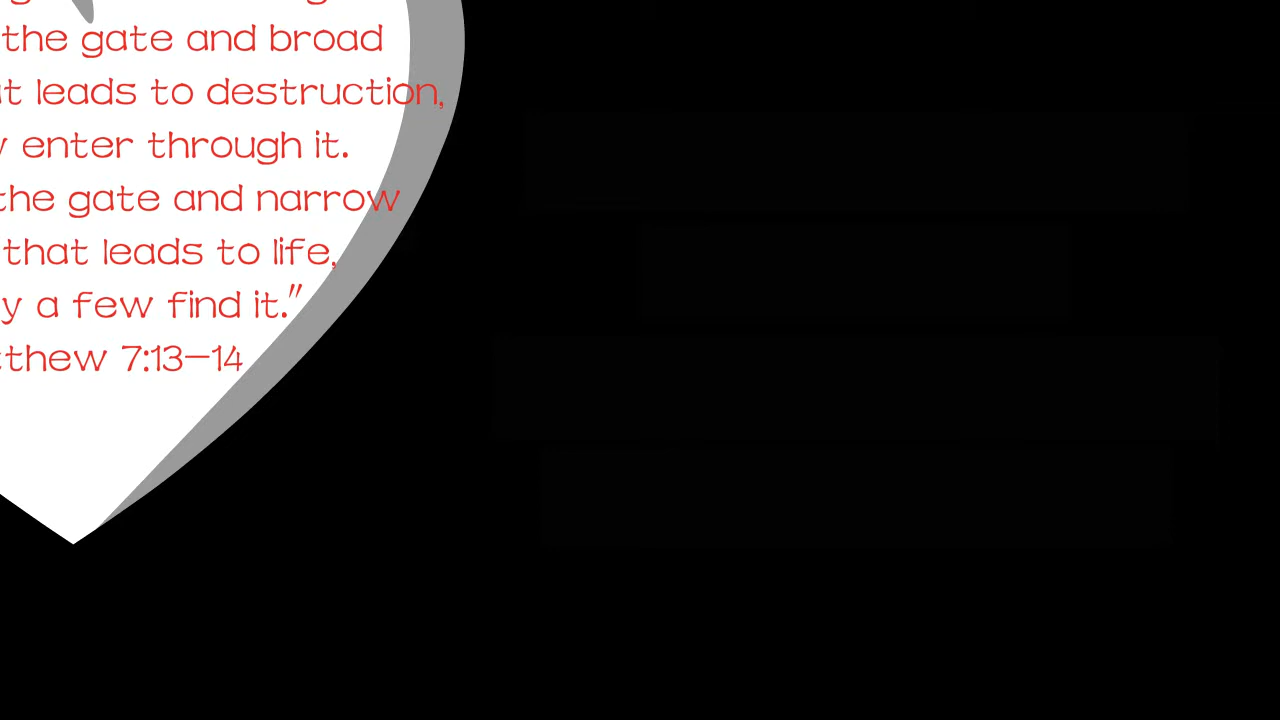 the gate and broad
leads to destruction,
enter through it.
the gate and narrow
that leads to life,
a few find it."
7:13–14